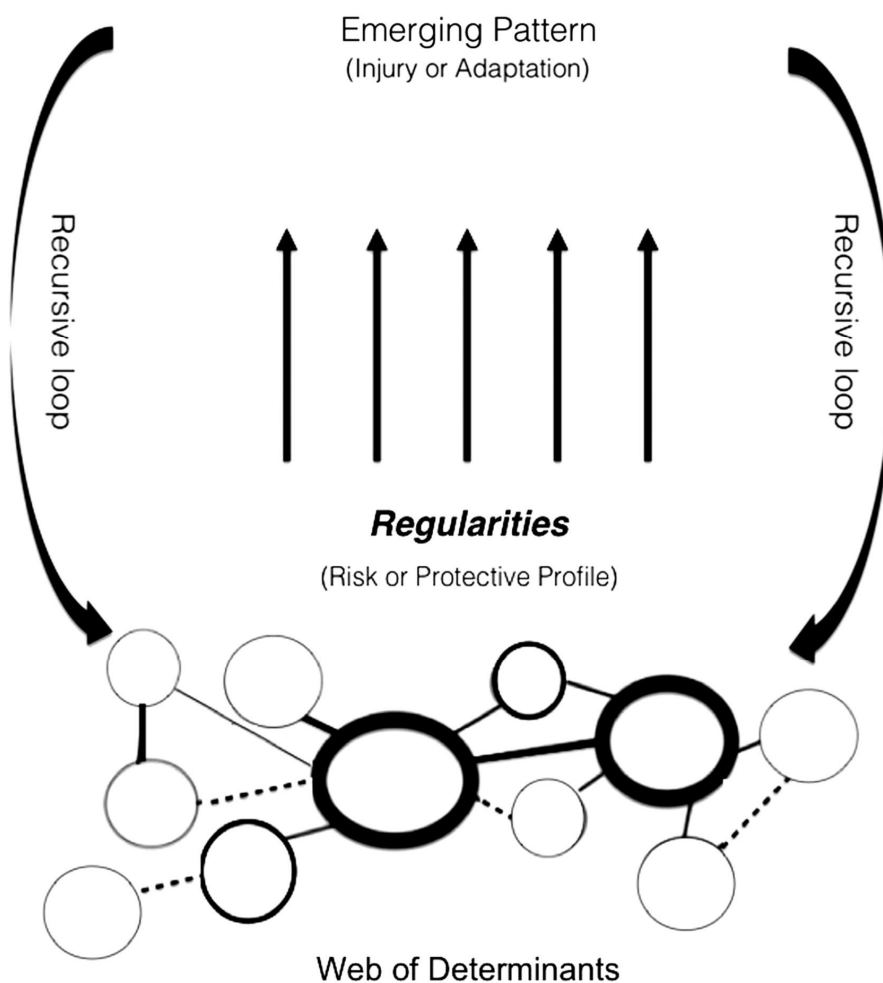 Emerging Pattern
(Injury or Adaptation)
Recursive loop
Recursive loop
Regularities
(Risk or Protective Profile)
Web of Determinants